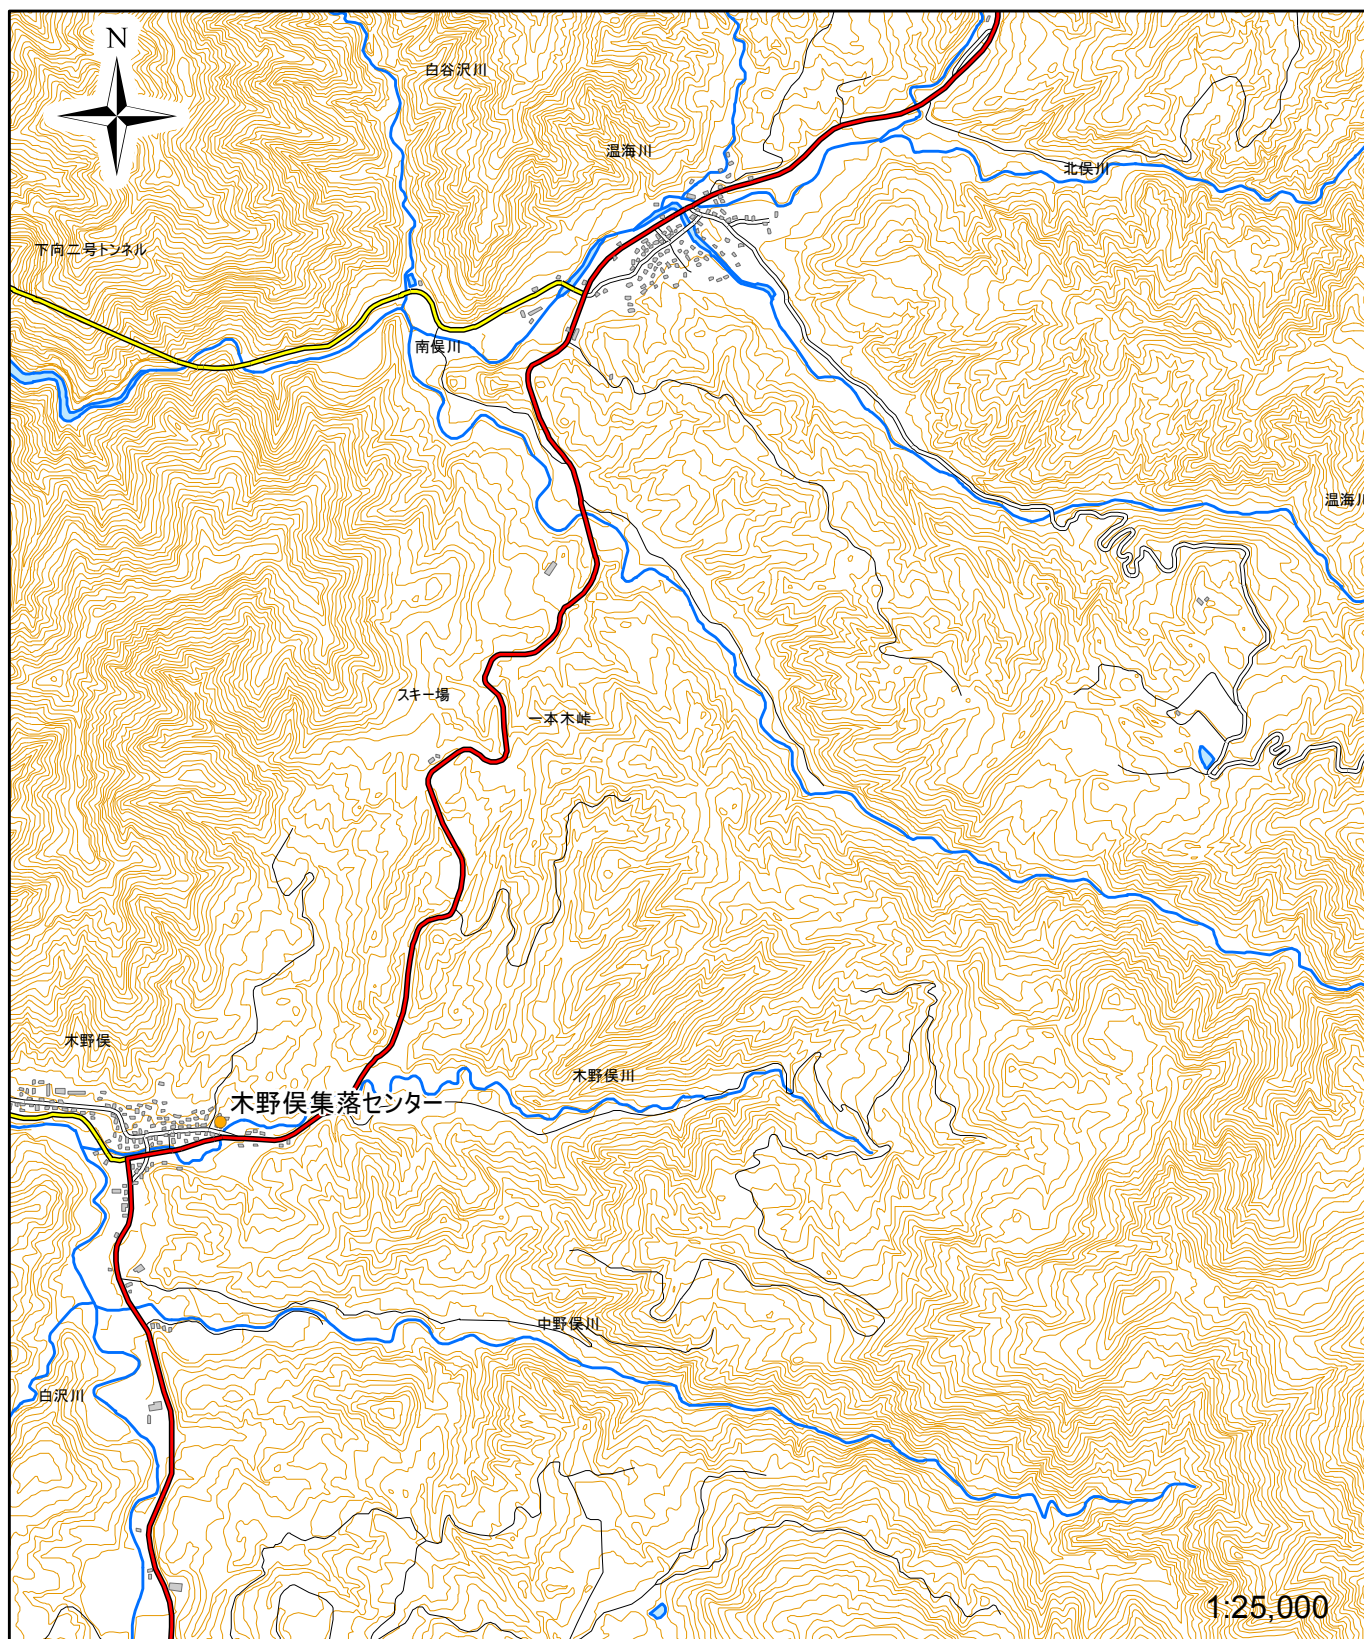 N
白谷沢川
温海川
北俣川
下向二号トンネル
南俣川
温海川
スキー場
一本木峠
木野俣
木野俣川
木野俣集落センター
中野俣川
白沢川
1:25,000